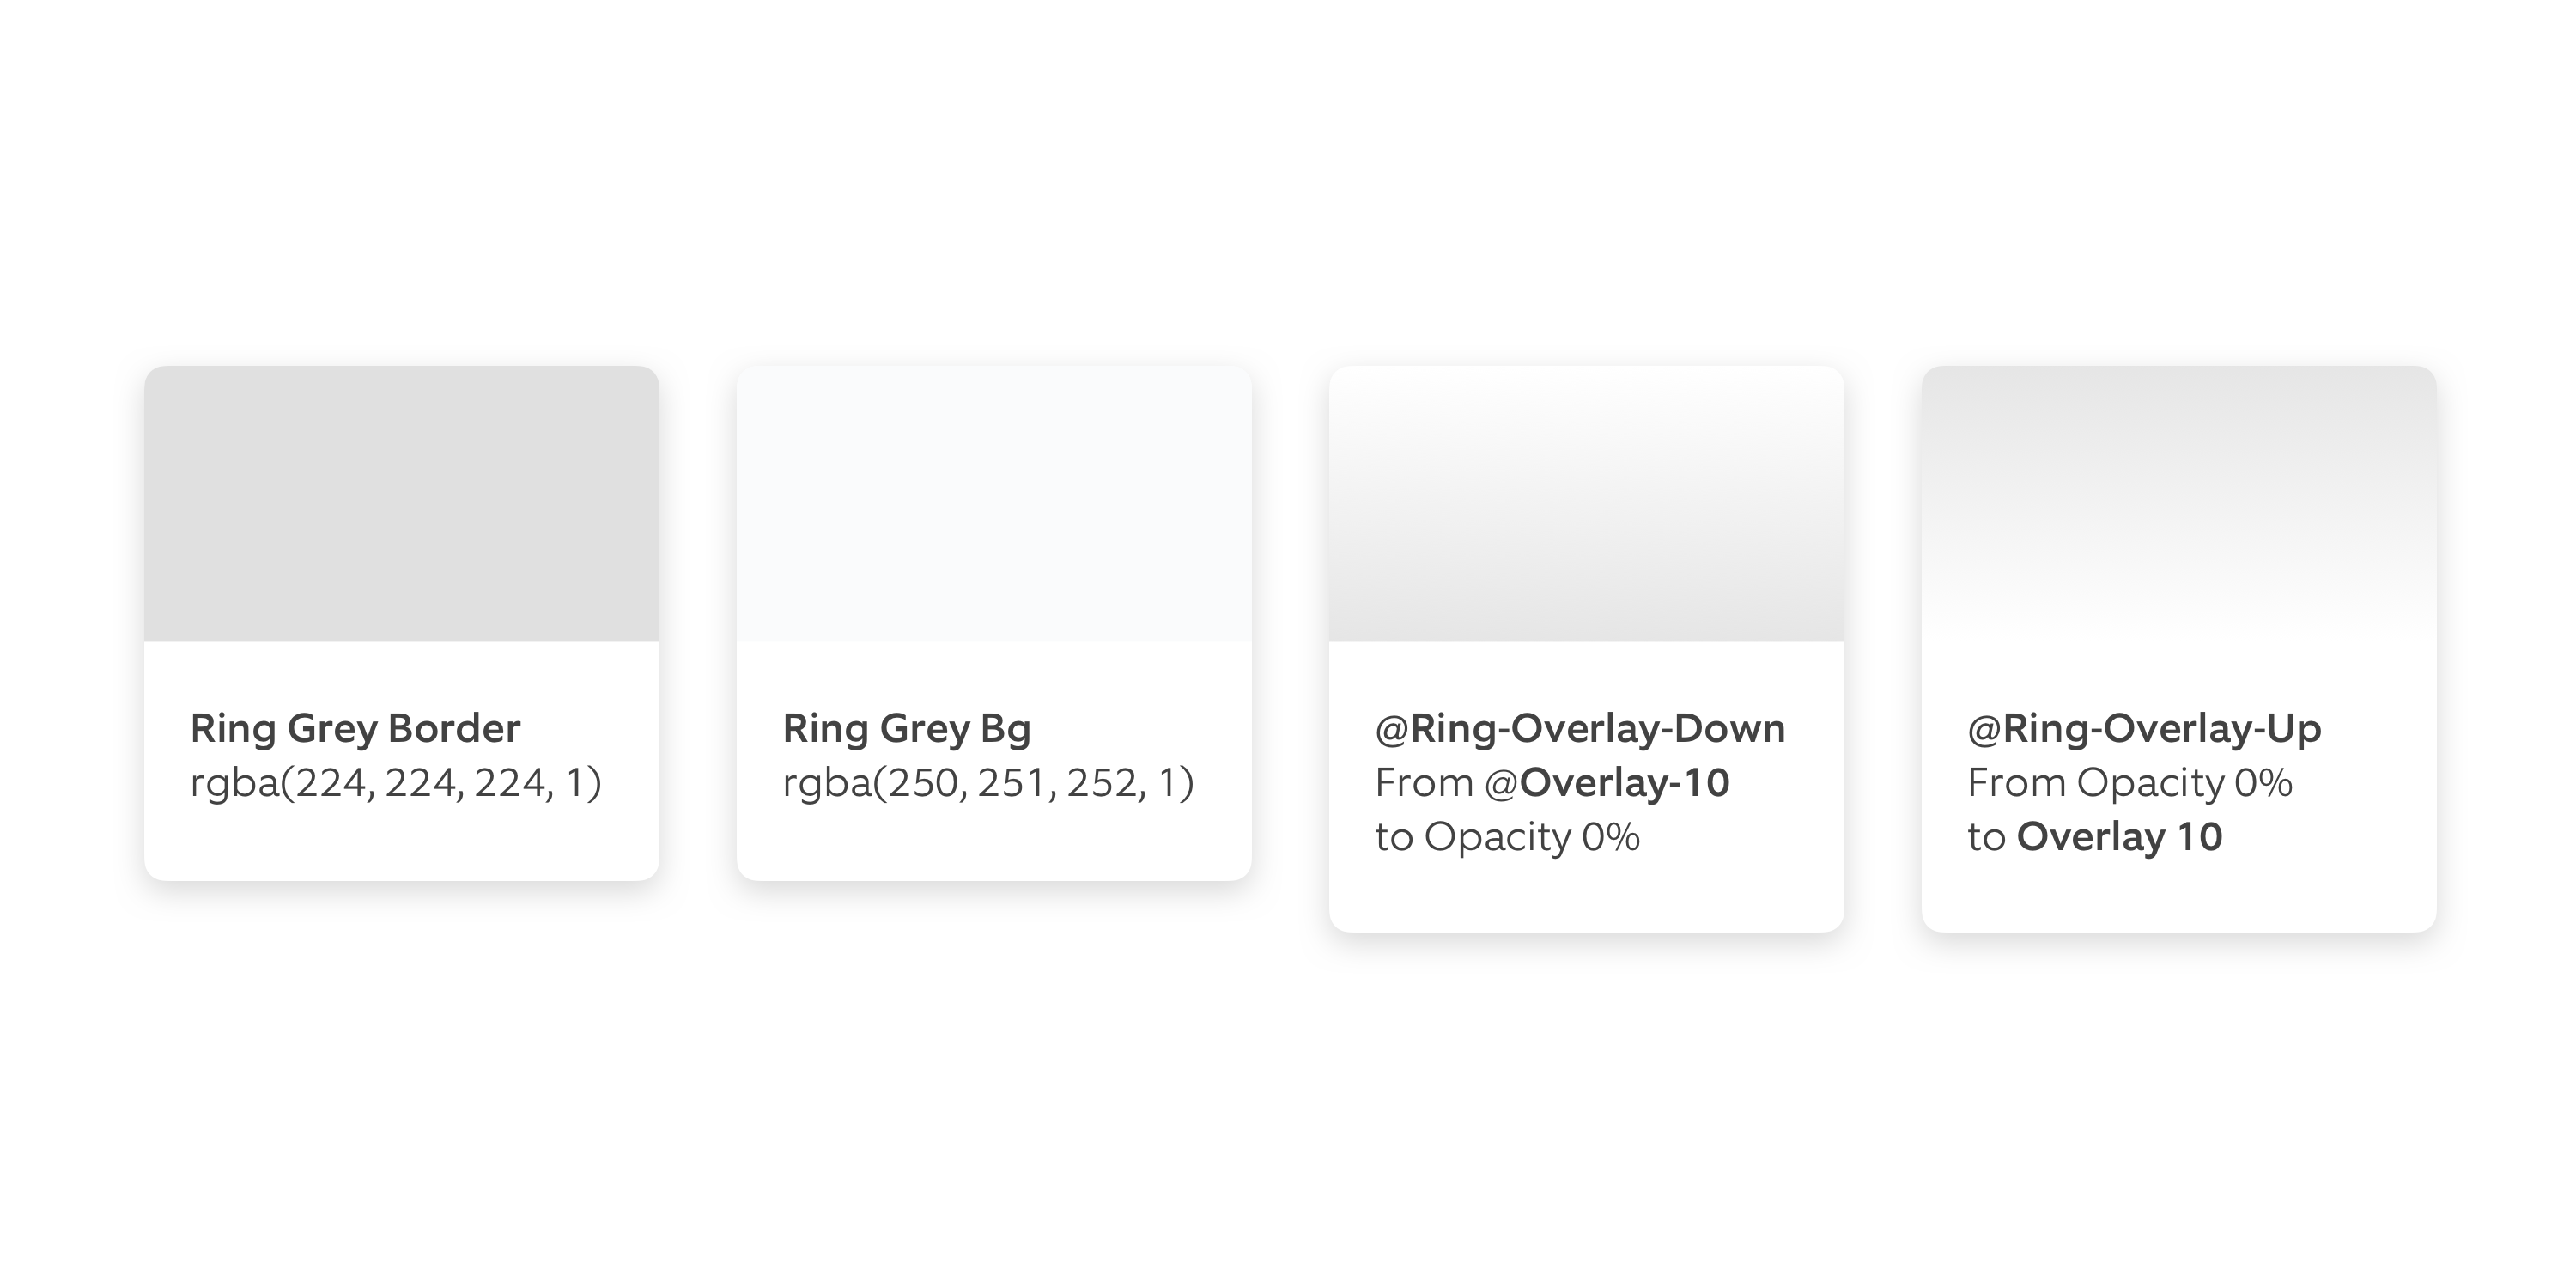 Ring Grey Border
rgba(224, 224, 224, 1)
Ring Grey Bg
rgba(250, 251, 252, 1)
@Ring-Overlay-Down
From @Overlay-10
to Opacity 0%
@Ring-Overlay-Up
From Opacity 0%
to Overlay 10